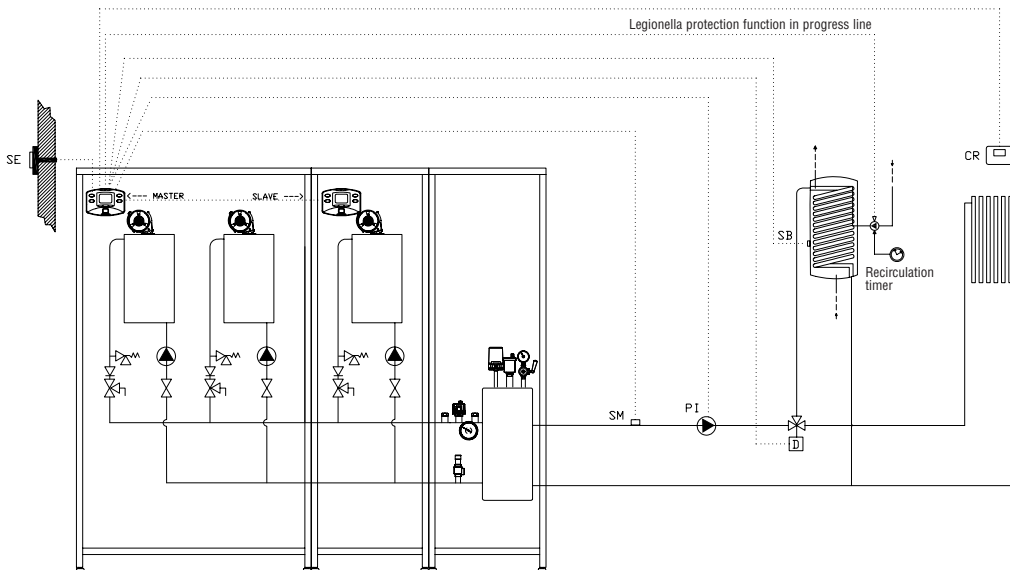 Legionella protection function in progress line
SE
CR
MASTER
SLAVE
SB
Recirculation
timer
SM
PI
D